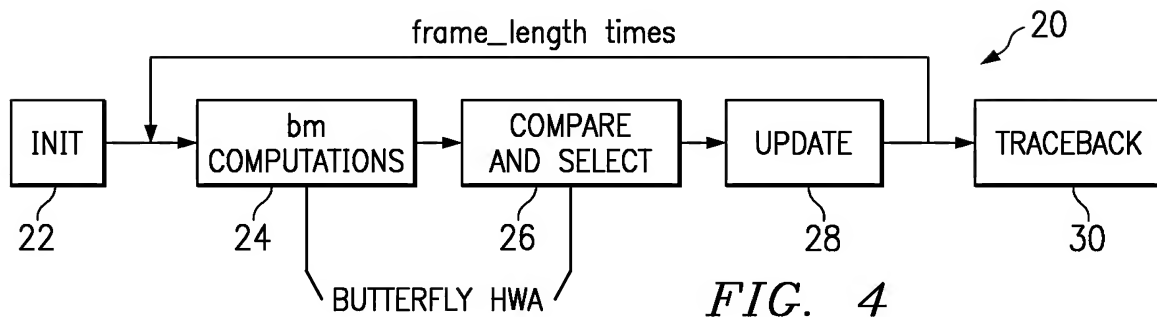 frame_length times
20
INIT
bm
COMPUTATIONS
COMPARE
AND SELECT
UPDATE
TRACEBACK
22
24
26
28
30
BUTTERFLY HWA
FIG. 4